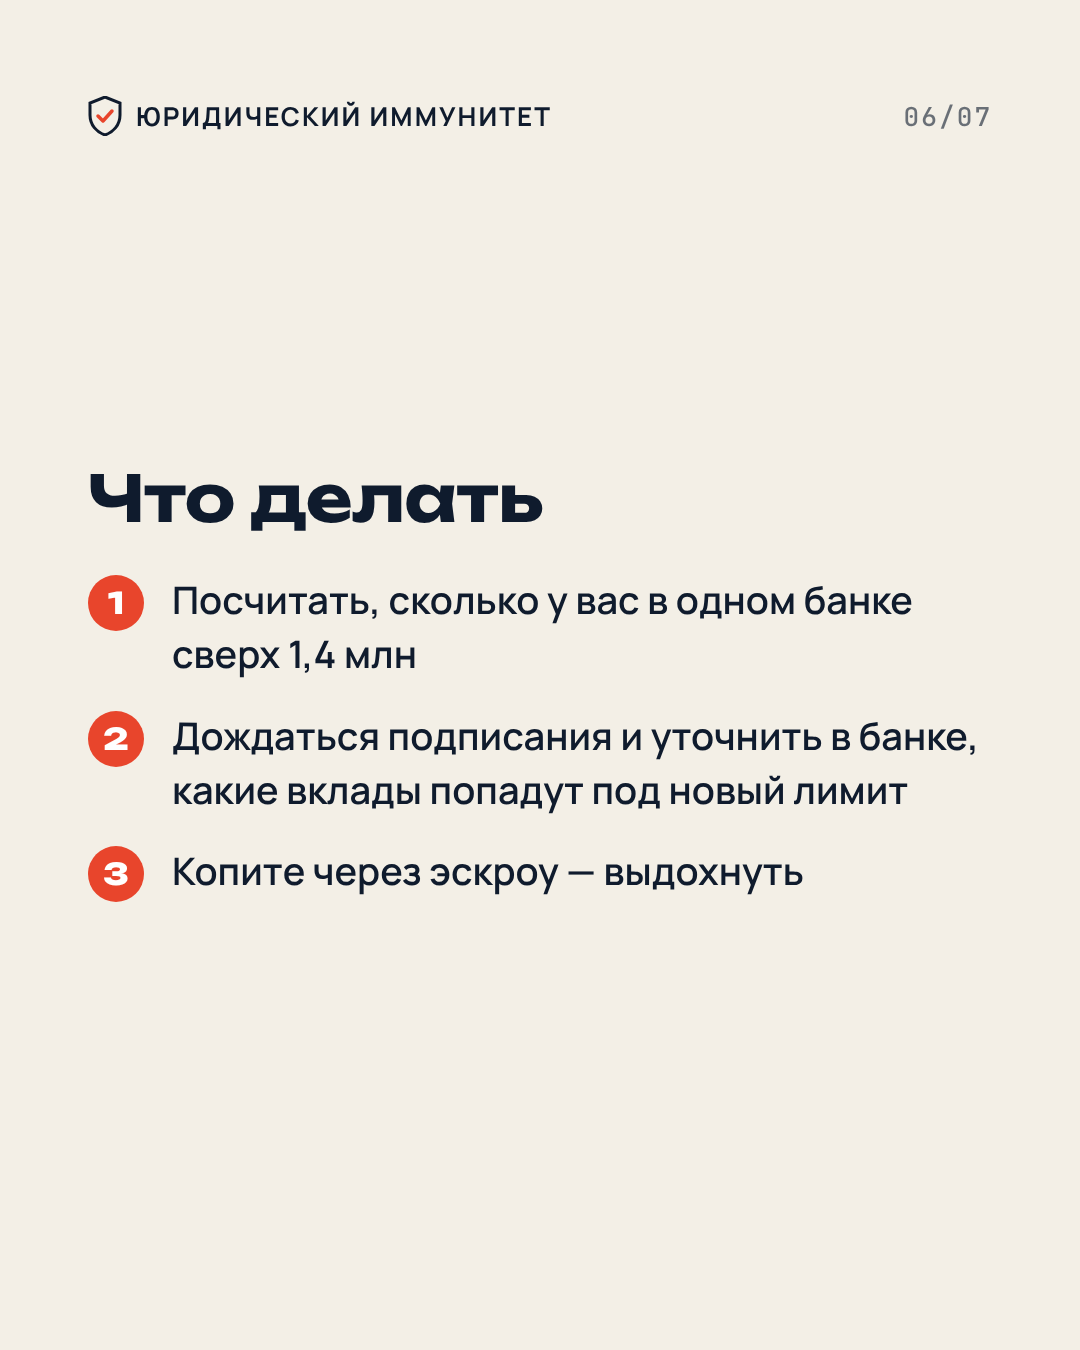 ЮРИДИЧЕСКИЙ ИММУНИТЕТ
06/07
Что делать
1 Посчитать, сколько у вас в одном банке
сверх 1,4 млн
2 Дождаться подписания и уточнить в банке,
какие вклады попадут под новый лимит
3 Копите через эскроу — выдохнуть